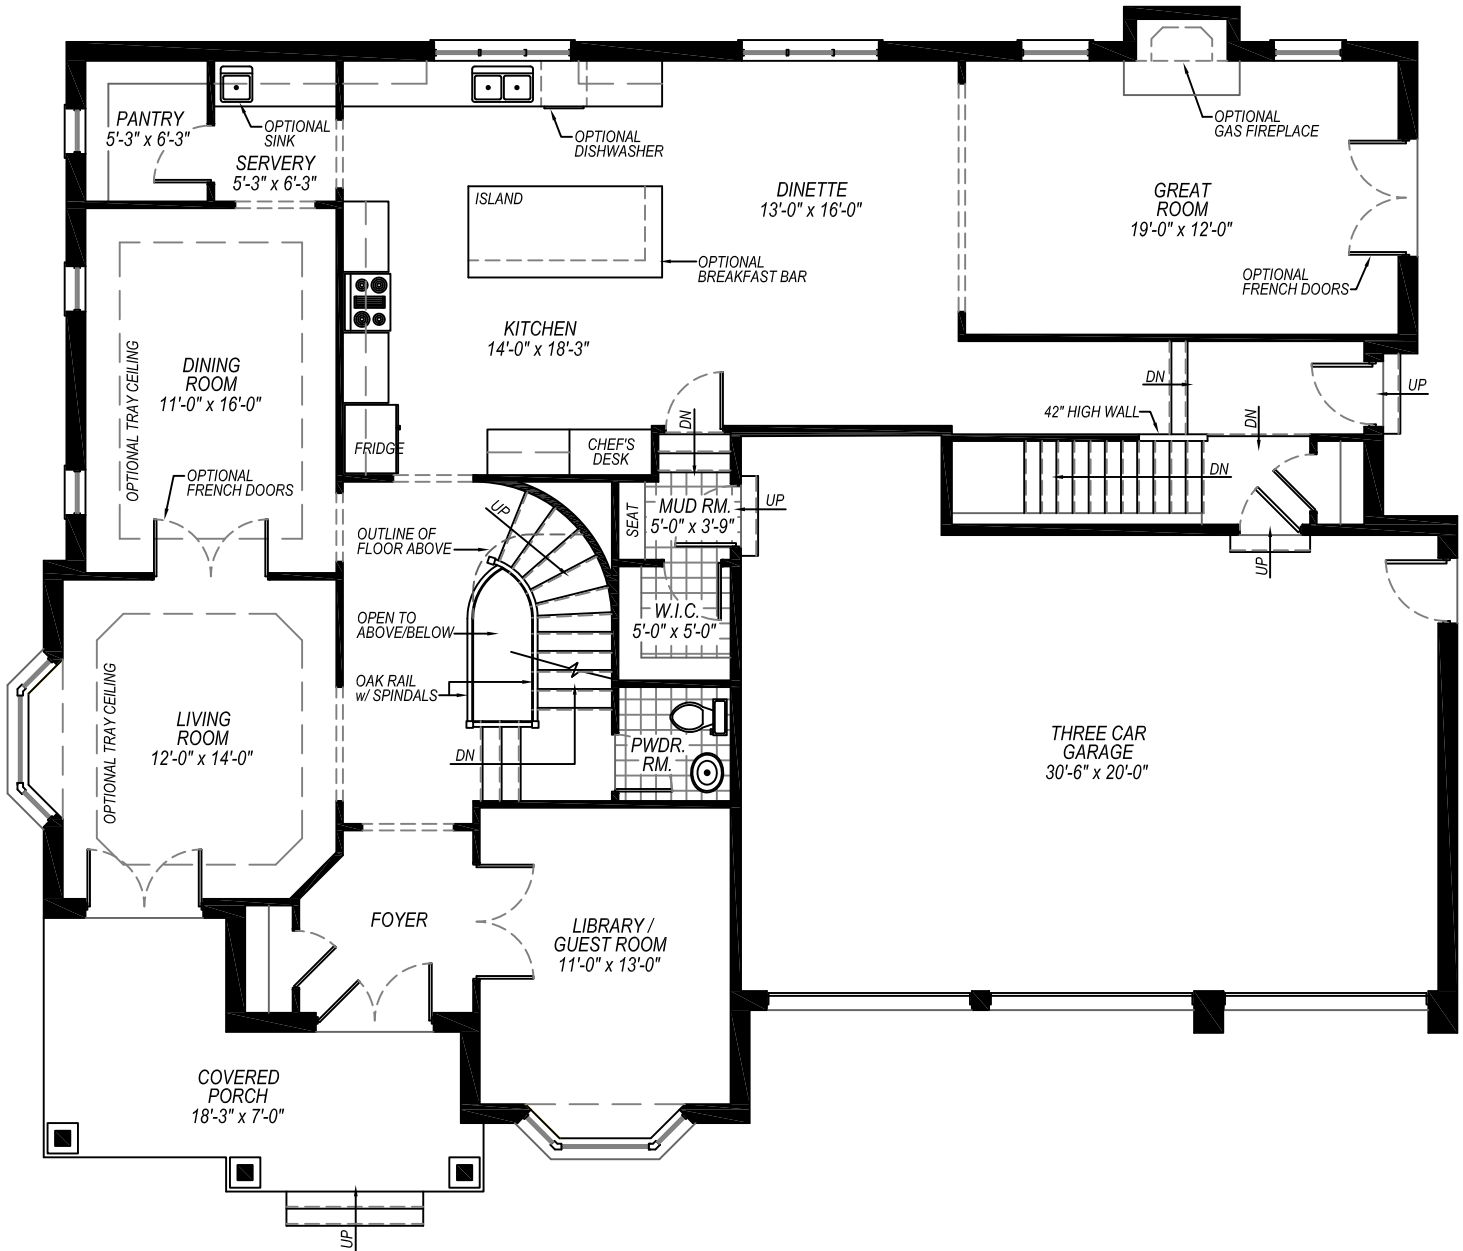 PANTRY
5'-3" x 6'-3"
OPTIONAL
SINK
SERVERY
5'-3" x 6'-3"
OPTIONAL
DISHWASHER
ISLAND
DINETTE
13'-0" x 16'-0"
OPTIONAL
BREAKFAST BAR
OPTIONAL
GAS FIREPLACE
GREAT
ROOM
19'-0" x 12'-0"
OPTIONAL
FRENCH DOORS
KITCHEN
14'-0" x 18'-3"
DINING
ROOM
11'-0" x 16'-0"
OPTIONAL TRAY CEILING
OPTIONAL
FRENCH DOORS
FRIDGE
CHEF'S
DESK
DN
DN
UP
42" HIGH WALL
DN
DN
UP
SEAT
MUD RM.
5'-0" x 3'-9"
UP
UP
OUTLINE OF
FLOOR ABOVE
W.I.C.
5'-0" x 5'-0"
OPEN TO
ABOVE/BELOW
OAK RAIL
w/ SPINDALS
OPTIONAL TRAY CEILING
LIVING
ROOM
12'-0" x 14'-0"
DN
PWDR.
RM.
THREE CAR
GARAGE
30'-6" x 20'-0"
FOYER
LIBRARY /
GUEST ROOM
11'-0" x 13'-0"
COVERED
PORCH
18'-3" x 7'-0"
UP